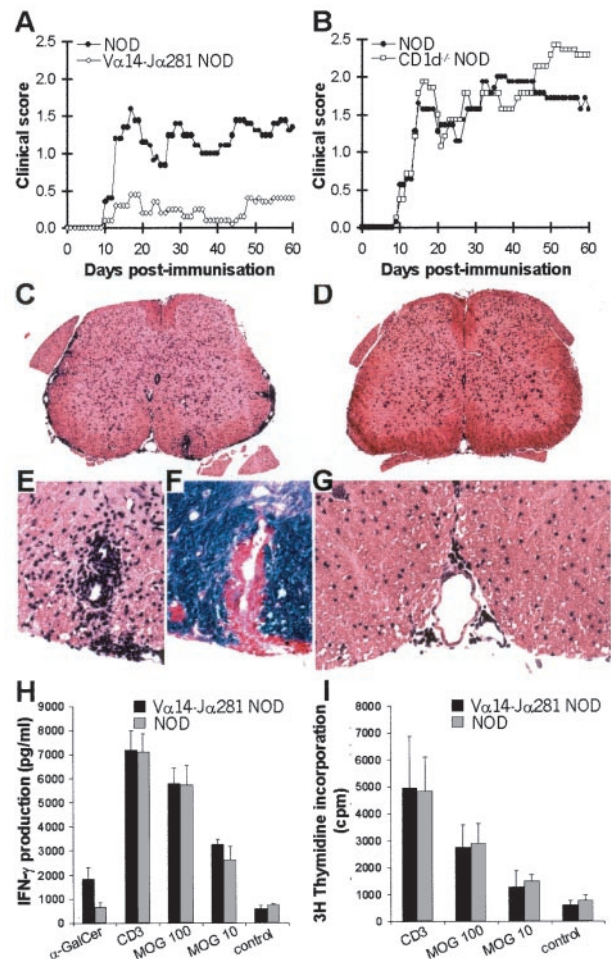 A
B
NOD
Vα14-Jα281 NOD
NOD
CD1d-/- NOD
Clinical score
2.5
2.0
1.5
1.0
0.5
0.0
0 10 20 30 40 50 60
Days post-immunisation
Clinical score
2.5
2.0
1.5
1.0
0.5
0.0
0 10 20 30 40 50 60
Days post-immunisation
C
D
E
F
G
H
I
Vα14-Jα281 NOD
NOD
IFN-γ production (pg/ml)
9000
8000
7000
6000
5000
4000
3000
2000
1000
0
α-GalCer CD3 MOG 100 MOG 10 control
Vα14-Jα281 NOD
NOD
3H Thymidine incorporation
(cpm)
8000
7000
6000
5000
4000
3000
2000
1000
0
CD3 MOG 100 MOG 10 control